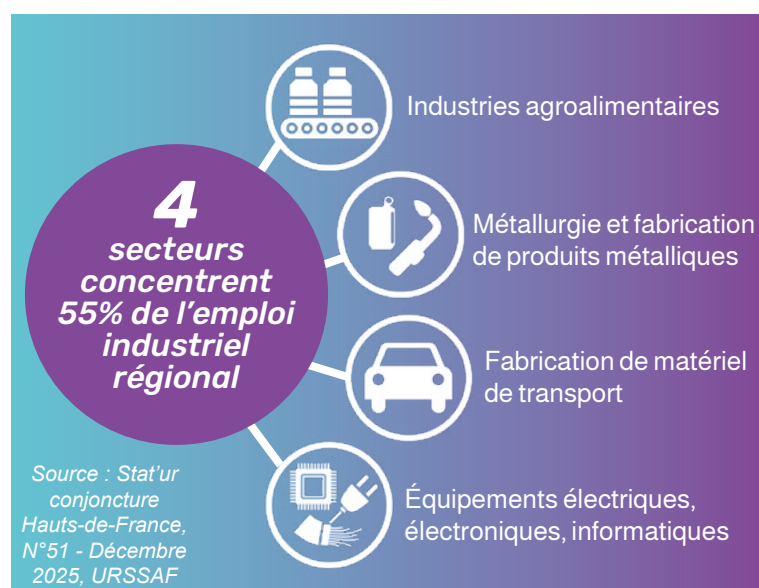 4
secteurs
concentrent
55% de l'emploi
industriel
régional
Industries agroalimentaires
Métallurgie et fabrication
de produits métalliques
Fabrication de matériel
de transport
Équipements électriques,
électroniques, informatiques
Source : Stat'ur
conjoncture
Hauts-de-France,
N°51 - Décembre
2025, URSSAF